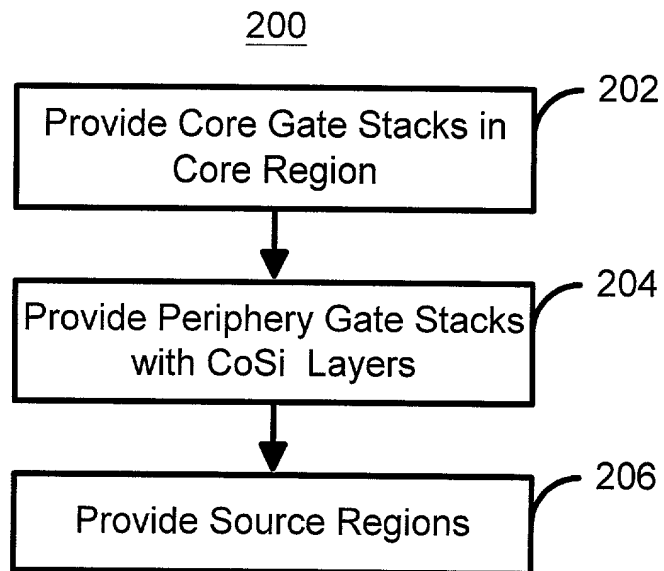 200
202
Provide Core Gate Stacks in
Core Region
204
Provide Periphery Gate Stacks
with CoSi Layers
206
Provide Source Regions